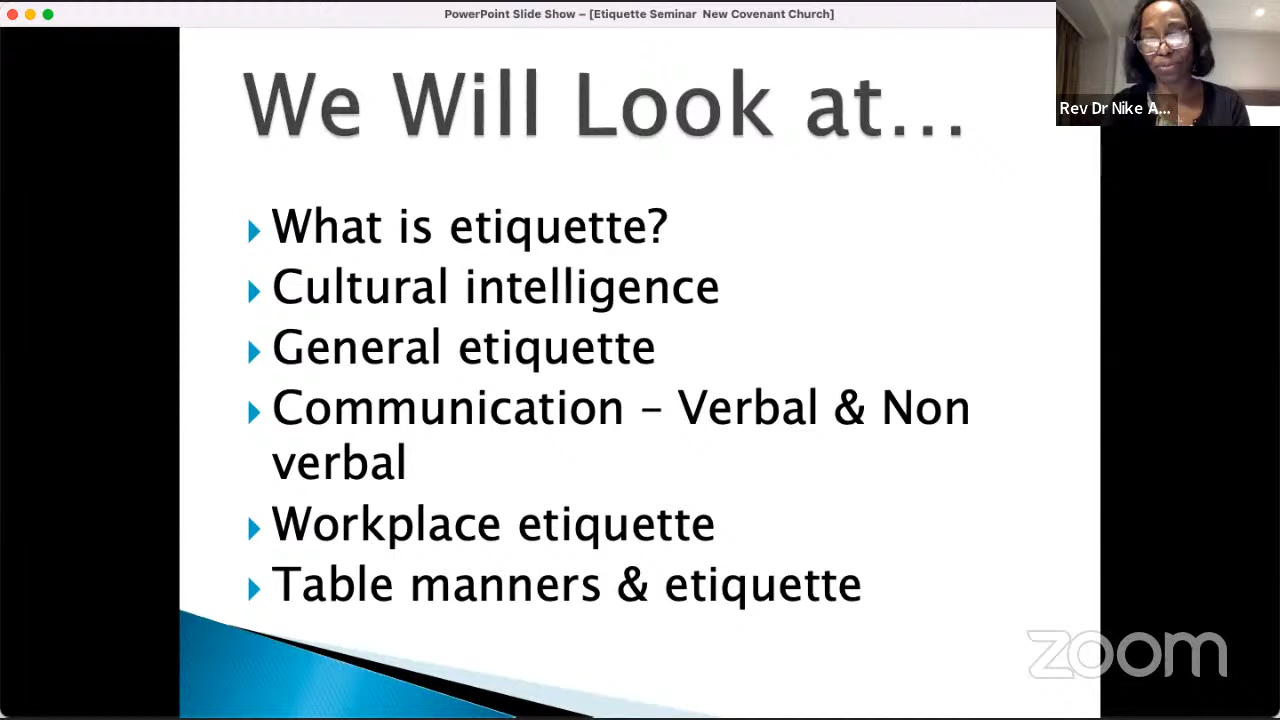 PowerPoint Slide Show – [Etiquette Seminar  New Covenant Church]
We Will Look at...
Rev Dr Nike A...
What is etiquette?
Cultural intelligence
General etiquette
Communication – Verbal & Non
verbal
Workplace etiquette
Table manners & etiquette
zoom